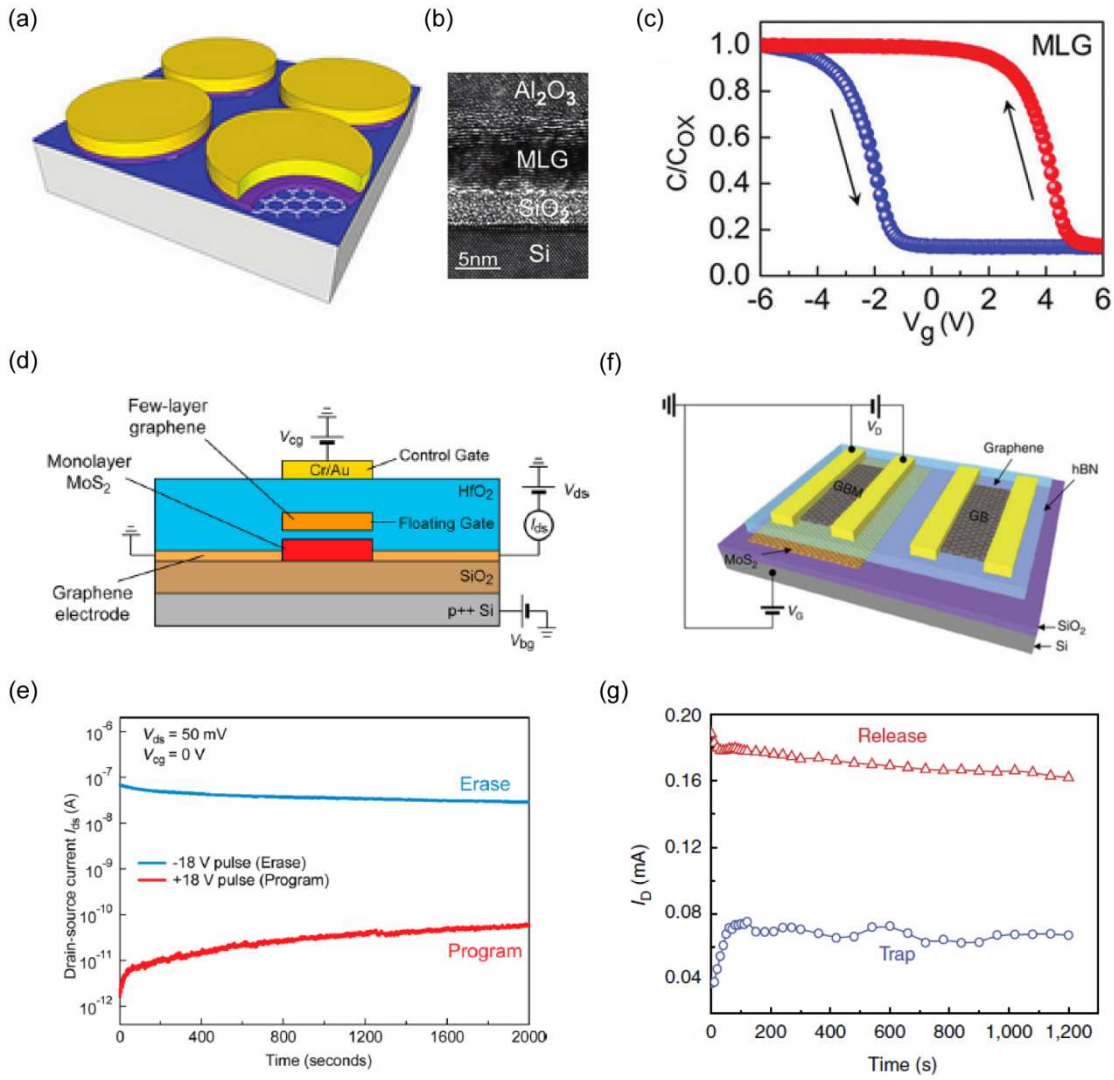 (a)
(b)
Al2O3
MLG
SiO2
Si
5nm
(c)
MLG
C/COX
1.0
0.8
0.6
0.4
0.2
0.0
-6 -4 -2 0 2 4 6
Vg (V)
(d)
Few-layer
graphene
Monolayer
MoS2
Vcg
Cr/Au
Control Gate
HfO2
Floating Gate
Vds
Ids
Graphene
electrode
SiO2
p++ Si
Vbg
(f)
VD
Graphene
hBN
GBM
GB
MoS2
VG
SiO2
Si
(e)
Vds = 50 mV
Vcg = 0 V
Erase
-18 V pulse (Erase)
+18 V pulse (Program)
Program
Drain-source current Ids (A)
10-6
10-7
10-8
10-9
10-10
10-11
10-12
0 400 800 1200 1600 2000
Time (seconds)
(g)
Release
Trap
ID (mA)
0.20
0.16
0.12
0.08
0.04
0 200 400 600 800 1,000 1,200
Time (s)